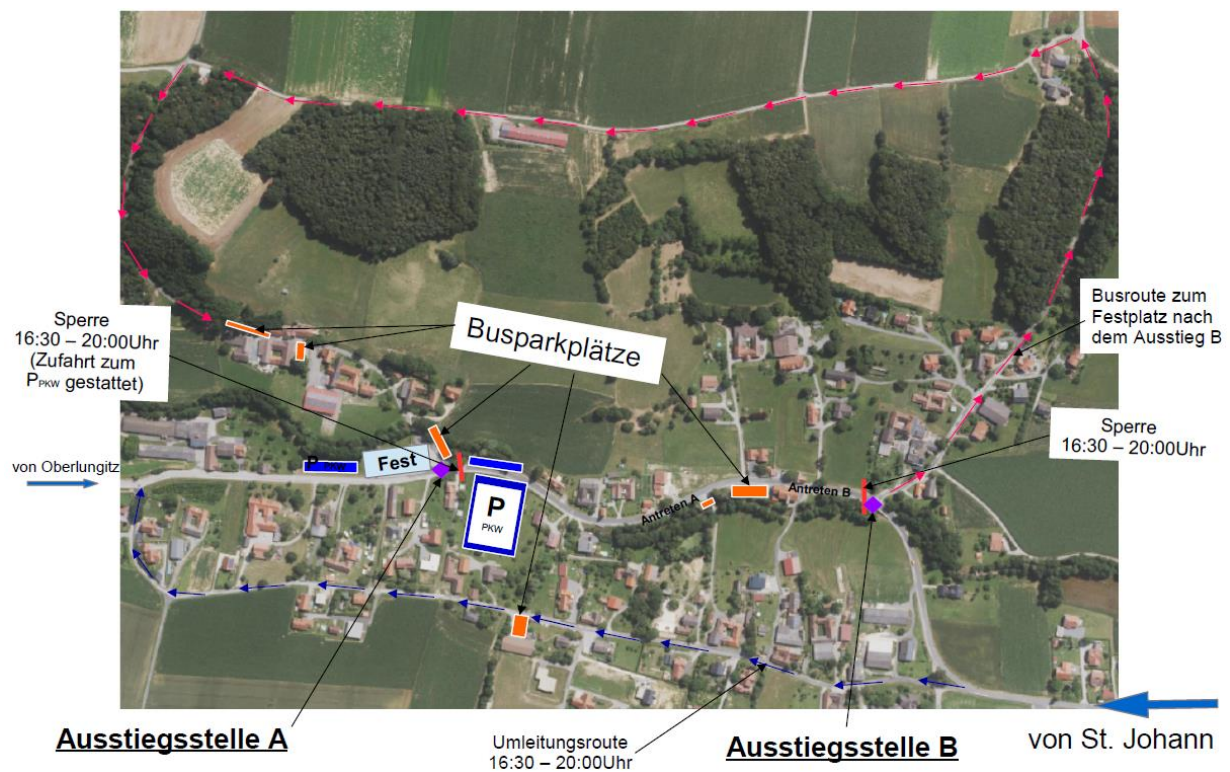 Sperre
16:30 – 20:00Uhr
(Zufahrt zum
PPKW gestattet)
Busparkplätze
Busroute zum
Festplatz nach
dem Ausstieg B
Sperre
16:30 – 20:00Uhr
von Oberlungitz
P PKW
Fest
P
PKW
Antreten A
Antreten B
Ausstiegsstelle A
Umleitungsroute
16:30 – 20:00Uhr
Ausstiegsstelle B
von St. Johann